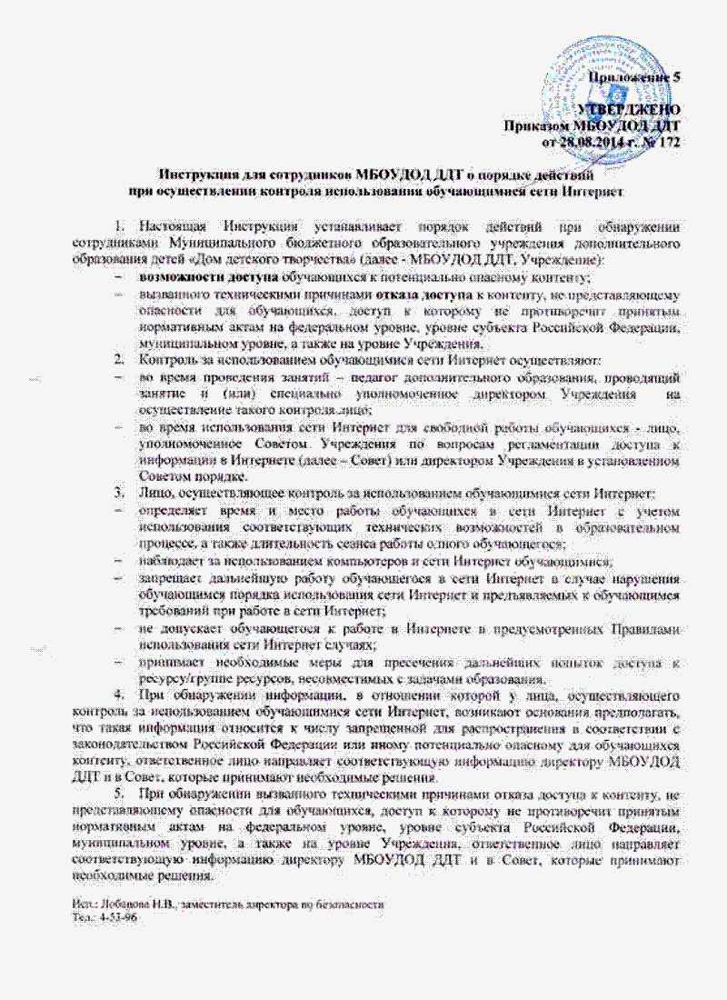 Приложение 5
УТВЕРДЖЕНО
Приказом МБОУДОД ДДТ
от 28.08.2014 г. № 172
Инструкция для сотрудников МБОУДОД ДДТ о порядке действий
при осуществлении контроля использования обучающимися сети Интернет
1. Настоящая Инструкция устанавливает порядок действий при обнаружении
сотрудниками Муниципального бюджетного образовательного учреждения дополнительного
образования детей «Дом детского творчества» (далее - МБОУДОД ДДТ, Учреждение):
– возможности доступа обучающихся к потенциально опасному контенту;
– вызванного техническими причинами отказа доступа к контенту, не представляющему
опасности для обучающихся, доступ к которому не противоречит принятым
нормативным актам на федеральном уровне, уровне субъекта Российской Федерации,
муниципальном уровне, а также на уровне Учреждения.
2. Контроль за использованием обучающимися сети Интернет осуществляют:
– во время проведения занятий – педагог дополнительного образования, проводящий
занятие и (или) специально уполномоченное директором Учреждения на
осуществление такого контроля лицо;
– во время использования сети Интернет для свободной работы обучающихся - лицо,
уполномоченное Советом Учреждения по вопросам регламентации доступа к
информации в Интернете (далее – Совет) или директором Учреждения в установленном
Советом порядке.
3. Лицо, осуществляющее контроль за использованием обучающимися сети Интернет:
– определяет время и место работы обучающихся в сети Интернет с учетом
использования соответствующих технических возможностей в образовательном
процессе, а также длительность сеанса работы одного обучающегося;
– наблюдает за использованием компьютеров и сети Интернет обучающимися;
– запрещает дальнейшую работу обучающегося в сети Интернет в случае нарушения
обучающимся порядка использования сети Интернет и предъявляемых к обучающимся
требований при работе в сети Интернет;
– не допускает обучающегося к работе в Интернете в предусмотренных Правилами
использования сети Интернет случаях;
– принимает необходимые меры для пресечения дальнейших попыток доступа к
ресурсу/группе ресурсов, несовместимых с задачами образования.
4. При обнаружении информации, в отношении которой у лица, осуществляющего
контроль за использованием обучающимися сети Интернет, возникают основания предполагать,
что такая информация относится к числу запрещенной для распространения в соответствии с
законодательством Российской Федерации или иному потенциально опасному для обучающихся
контенту, ответственное лицо направляет соответствующую информацию директору МБОУДОД
ДДТ и в Совет, которые принимают необходимые решения.
5. При обнаружении вызванного техническими причинами отказа доступа к контенту, не
представляющему опасности для обучающихся, доступ к которому не противоречит принятым
нормативным актам на федеральном уровне, уровне субъекта Российской Федерации,
муниципальном уровне, а также на уровне Учреждения, ответственное лицо направляет
соответствующую информацию директору МБОУДОД ДДТ и в Совет, которые принимают
необходимые решения.
Исп.: Лобанова Н.В., заместитель директора по безопасности
Тел.: 4-53-96